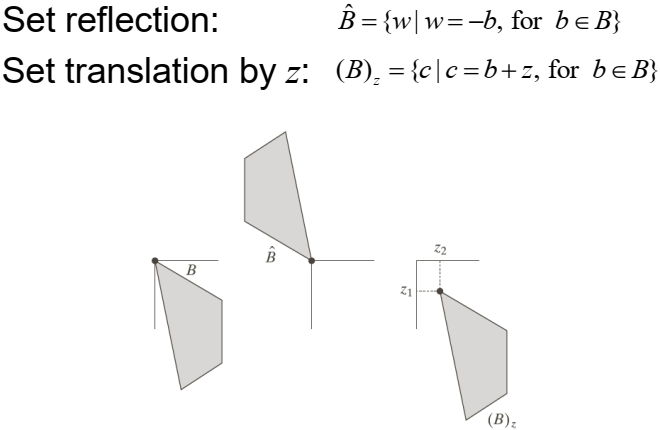 Set reflection: B̂ = {w | w = −b, for b ∈ B}
Set translation by z: (B)z = {c | c = b + z, for b ∈ B}
B
B̂
z2
z1
(B)z